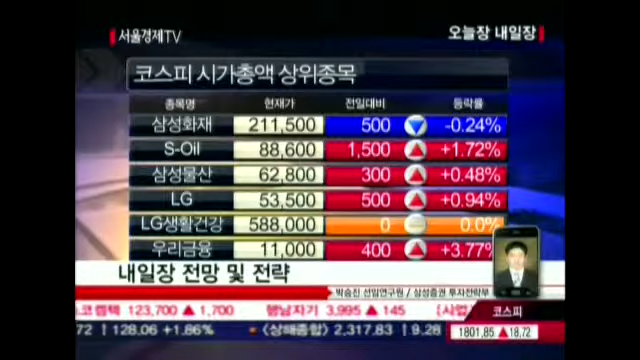 서울경제TV
오늘장 내일장
코스피 시가총액 상위종목
종목명 현재가 전일대비 등락률
삼성화재 211,500 500 ▼ -0.24%
S-Oil 88,600 1,500 ▲ +1.72%
삼성물산 62,800 300 ▲ +0.48%
LG 53,500 500 ▲ +0.94%
LG생활건강 588,000 0 0.0%
우리금융 11,000 400 ▲ +3.77%
내일장 전망 및 전략
박승진 선임연구원 / 삼성증권 투자전략부
코켐텍 123,700 ▲ 1,700 행남자기 3,995 ▲ 145
코스피
72 128.06 +1.86% <상해종합> 2,317.83 9.28
1801.85 ▲18.72